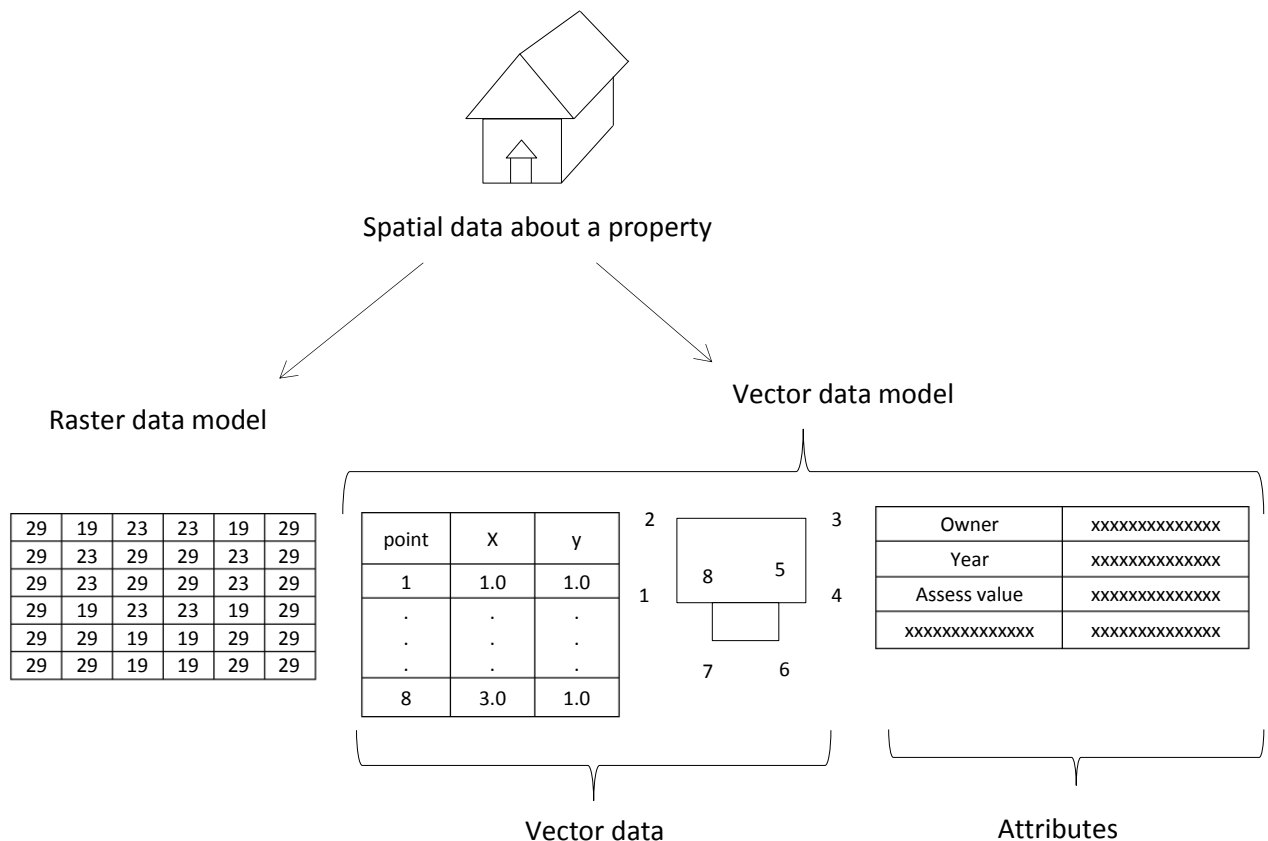 Spatial data about a property
Raster data model
Vector data model
29 19 23 23 19 29
29 23 29 29 23 29
29 23 29 29 23 29
29 19 23 23 19 29
29 29 19 19 29 29
29 29 19 19 29 29
point X y
1 1.0 1.0
. . .
. . .
. . .
8 3.0 1.0
2 3
8 5
1 4
7 6
Owner xxxxxxxxxxxxxx
Year xxxxxxxxxxxxxx
Assess value xxxxxxxxxxxxxx
xxxxxxxxxxxxxx xxxxxxxxxxxxxx
Vector data
Attributes